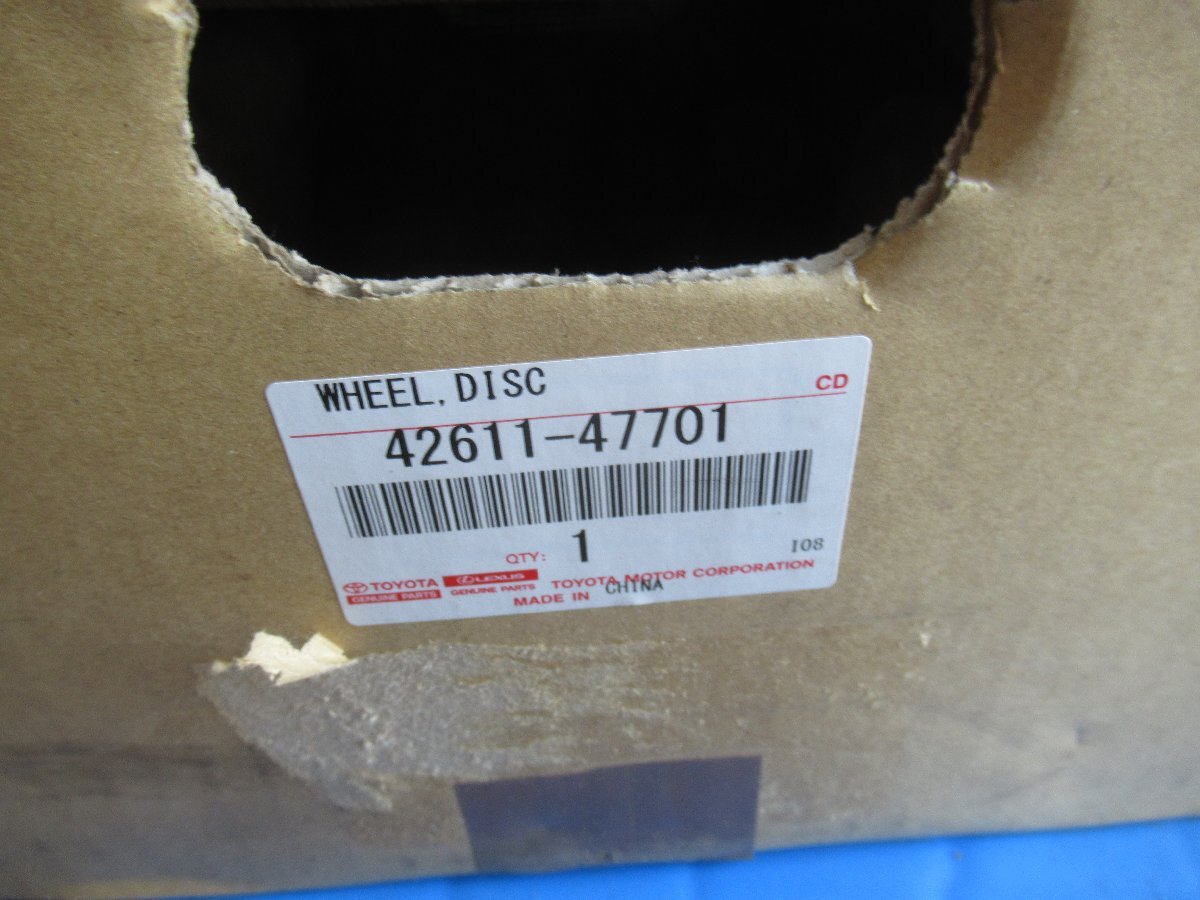 WHEEL, DISC
CD
42611-47701
QTY: 1
I08
TOYOTA
GENUINE PARTS
LEXUS
GENUINE PARTS
TOYOTA MOTOR CORPORATION
MADE IN CHINA